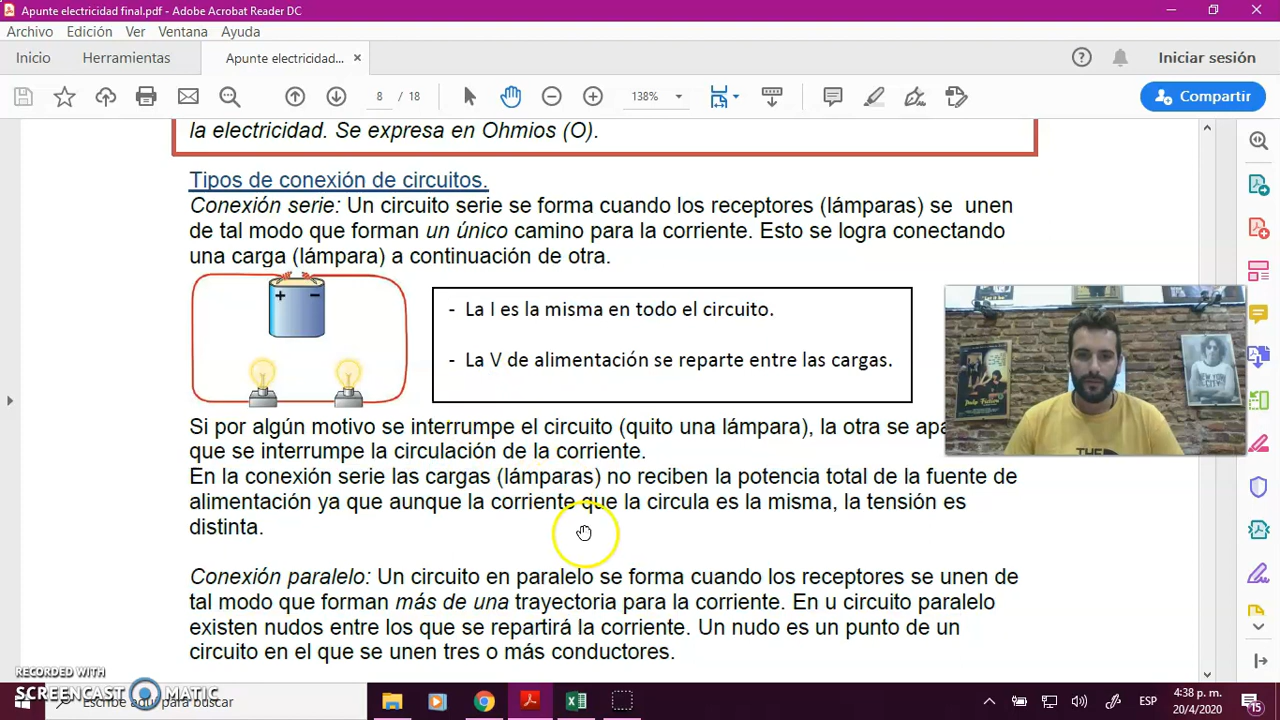 Apunte electricidad final.pdf - Adobe Acrobat Reader DC
Archivo Edición Ver Ventana Ayuda
Inicio Herramientas Apunte electricidad... × Iniciar sesión
8 / 18 138% Compartir
la electricidad. Se expresa en Ohmios (O).
Tipos de conexión de circuitos.
Conexión serie: Un circuito serie se forma cuando los receptores (lámparas) se unen
de tal modo que forman un único camino para la corriente. Esto se logra conectando
una carga (lámpara) a continuación de otra.
+ −
- La I es la misma en todo el circuito.
- La V de alimentación se reparte entre las cargas.
PULP FICTION
NEW YORK CITY
THE
Si por algún motivo se interrumpe el circuito (quito una lámpara), la otra se
que se interrumpe la circulación de la corriente.
En la conexión serie las cargas (lámparas) no reciben la potencia total de la fuente de
alimentación ya que aunque la corriente que la circula es la misma, la tensión es
distinta.
Conexión paralelo: Un circuito en paralelo se forma cuando los receptores se unen de
tal modo que forman más de una trayectoria para la corriente. En u circuito paralelo
existen nudos entre los que se repartirá la corriente. Un nudo es un punto de un
circuito en el que se unen tres o más conductores.
RECORDED WITH
SCREENCAST MATIC
Escribe aquí para buscar
ESP
4:38 p. m.
20/4/2020
15